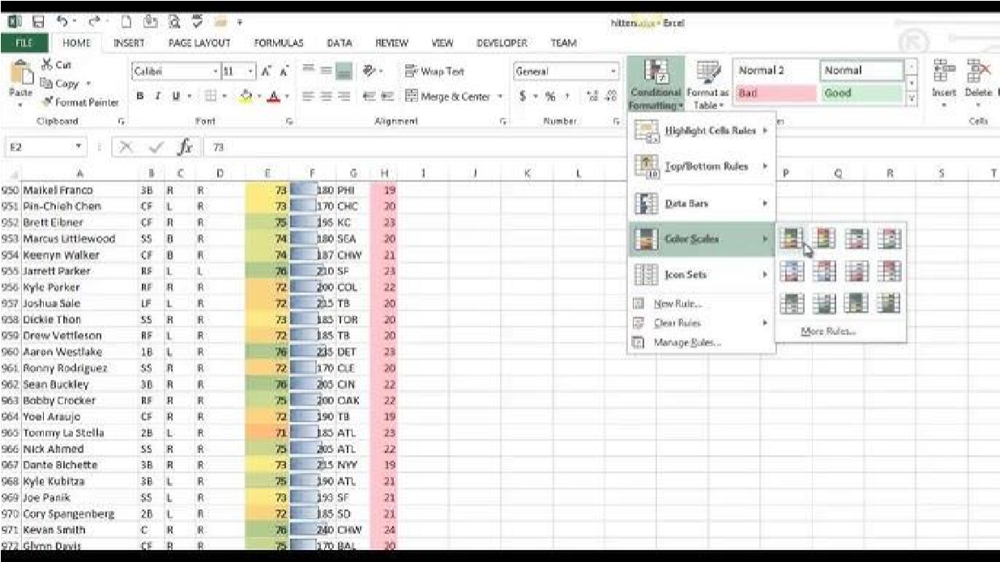 hitters.xlsx - Excel
FILE HOME INSERT PAGE LAYOUT FORMULAS DATA REVIEW VIEW DEVELOPER TEAM
Cut
Copy
Format Painter
Paste
Calibri 11
B I U
Wrap Text
Merge & Center
General
$ % ,
Conditional Formatting
Format as Table
Normal 2 Normal
Bad Good
Insert Delete
Clipboard Font Alignment Number Cells
E2 fx 73
Highlight Cells Rules
Top/Bottom Rules
Data Bars
Color Scales
Icon Sets
New Rule...
Clear Rules
Manage Rules...
More Rules...
A B C D E F G H I J K L P Q R S T
950 Maikel Franco 3B R R 73 180 PHI 19
951 Pin-Chieh Chen CF L R 73 170 CHC 20
952 Brett Eibner CF R R 75 195 KC 23
953 Marcus Littlewood SS B R 74 180 SEA 20
954 Keenyn Walker CF B R 74 187 CHW 21
955 Jarrett Parker RF L L 76 210 SF 23
956 Kyle Parker RF R R 72 200 COL 22
957 Joshua Sale LF L R 72 215 TB 20
958 Dickie Thon SS R R 73 185 TOR 20
959 Drew Vettleson RF L R 72 185 TB 20
960 Aaron Westlake 1B L R 76 235 DET 23
961 Ronny Rodriguez SS R R 72 170 CLE 20
962 Sean Buckley 3B R R 76 205 CIN 22
963 Bobby Crocker RF R R 75 200 OAK 22
964 Yoel Araujo CF R R 72 190 TB 19
965 Tommy La Stella 2B L R 71 185 ATL 23
966 Nick Ahmed SS R R 75 205 ATL 22
967 Dante Bichette 3B R R 73 215 NYY 19
968 Kyle Kubitza 3B L R 75 190 ATL 21
969 Joe Panik SS L R 73 193 SF 21
970 Cory Spangenberg 2B L R 72 185 SD 21
971 Kevan Smith C R R 76 240 CHW 24
972 Glynn Davis CF R R 75 170 BAL 20